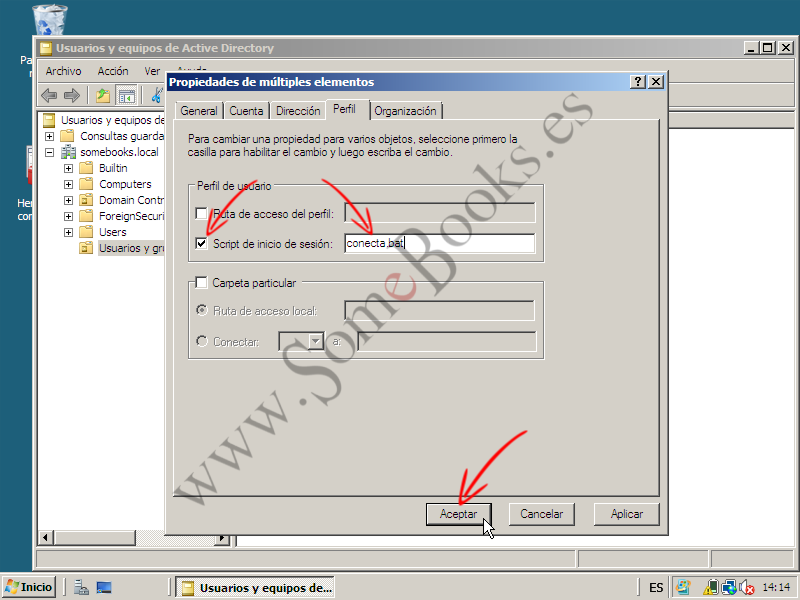 Usuarios y equipos de Active Directory
Archivo Acción Ver
Propiedades de múltiples elementos
General Cuenta Dirección Perfil Organización
Para cambiar una propiedad para varios objetos, seleccione primero la
casilla para habilitar el cambio y luego escriba el cambio.
Perfil de usuario
Ruta de acceso del perfil:
Script de inicio de sesión: conecta.bat
Carpeta particular
Ruta de acceso local:
Conectar: a:
Aceptar Cancelar Aplicar
Usuarios y equipos de
Consultas guarda
somebooks.local
Builtin
Computers
Domain Contr
ForeignSecuri
Users
Usuarios y gr
www.SomeBooks.es
Inicio
Usuarios y equipos de...
ES
14:14